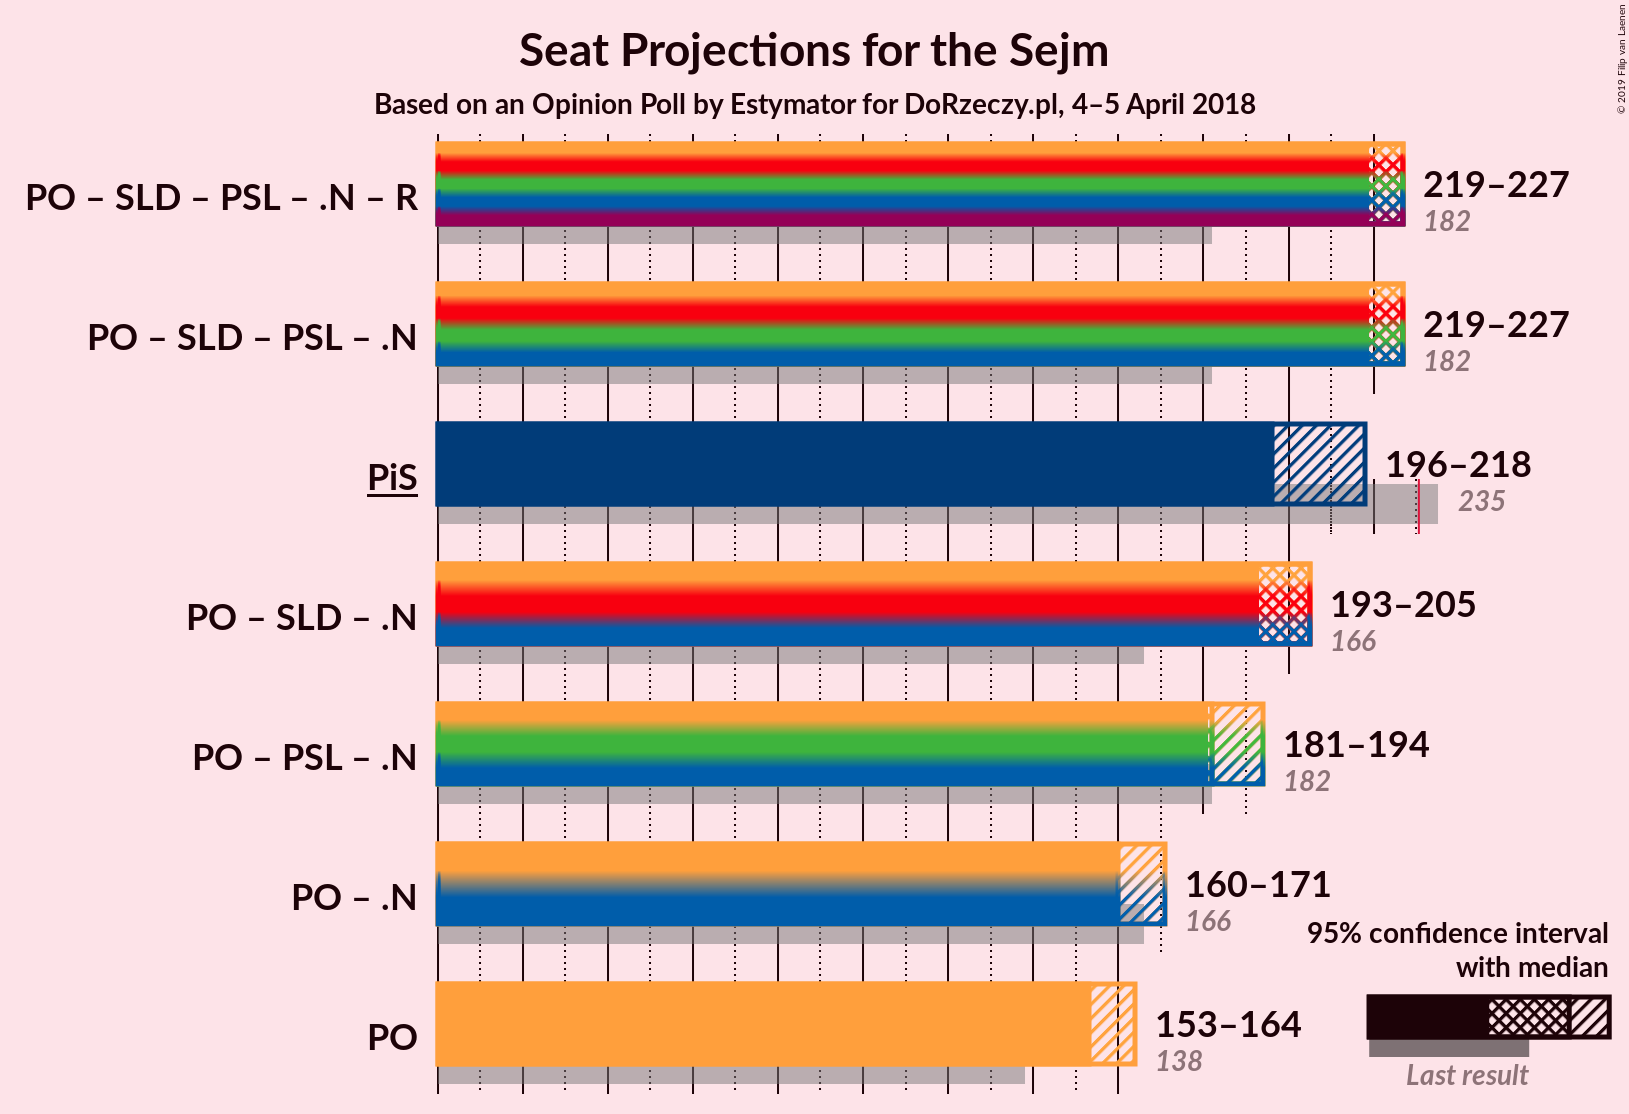 Seat Projections for the Sejm
Based on an Opinion Poll by Estymator for DoRzeczy.pl, 4–5 April 2018
© 2019 Filip van Laenen
PO – SLD – PSL – .N – R
219–227
182
PO – SLD – PSL – .N
219–227
182
PiS
196–218
235
PO – SLD – .N
193–205
166
PO – PSL – .N
181–194
182
PO – .N
160–171
166
PO
153–164
138
95% confidence interval
with median
Last result